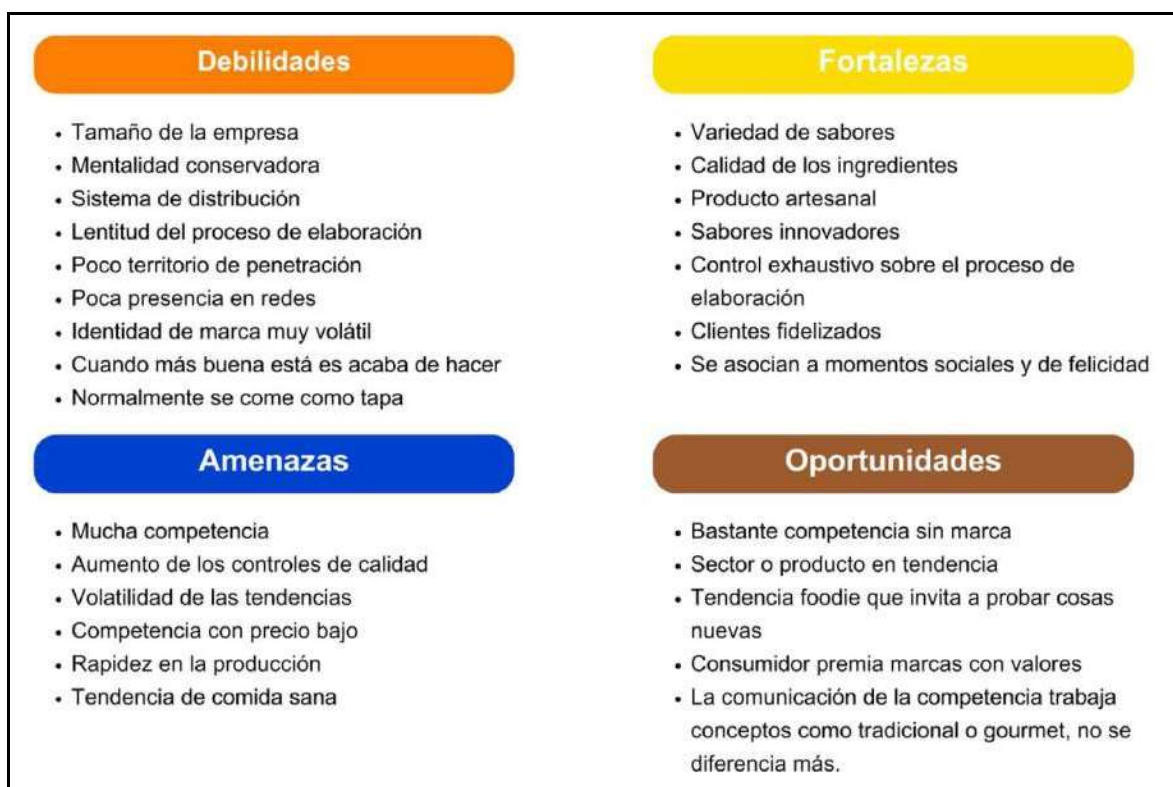 Debilidades
• Tamaño de la empresa
• Mentalidad conservadora
• Sistema de distribución
• Lentitud del proceso de elaboración
• Poco territorio de penetración
• Poca presencia en redes
• Identidad de marca muy volátil
• Cuando más buena está es acaba de hacer
• Normalmente se come como tapa
Fortalezas
• Variedad de sabores
• Calidad de los ingredientes
• Producto artesanal
• Sabores innovadores
• Control exhaustivo sobre el proceso de
elaboración
• Clientes fidelizados
• Se asocian a momentos sociales y de felicidad
Amenazas
• Mucha competencia
• Aumento de los controles de calidad
• Volatilidad de las tendencias
• Competencia con precio bajo
• Rapidez en la producción
• Tendencia de comida sana
Oportunidades
• Bastante competencia sin marca
• Sector o producto en tendencia
• Tendencia foodie que invita a probar cosas
nuevas
• Consumidor premia marcas con valores
• La comunicación de la competencia trabaja
conceptos como tradicional o gourmet, no se
diferencia más.